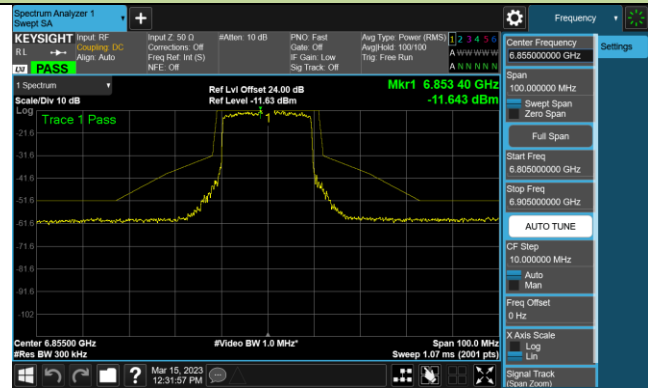 Spectrum Analyzer 1
Swept SA
Frequency
Settings
KEYSIGHT
RL
LXI
PASS
Input: RF
Coupling: DC
Align: Auto
Input Z: 50 Ω
Corrections: Off
Freq Ref: Int (S)
NFE: Off
#Atten: 10 dB
PNO: Fast
Gate: Off
IF Gain: Low
Sig Track: Off
Avg Type: Power (RMS)
Avg|Hold: 100/100
Trig: Free Run
1 2 3 4 5 6
A W W W W W
A N N N N N
1 Spectrum
Scale/Div 10 dB
Ref Lvl Offset 24.00 dB
Ref Level -11.63 dBm
Mkr1 6.853 40 GHz
-11.643 dBm
Log
Trace 1 Pass
1
-21.6
-31.6
-41.6
-51.6
-61.6
-71.6
-81.6
-91.6
-102
Center 6.85500 GHz
#Res BW 300 kHz
#Video BW 1.0 MHz*
Span 100.0 MHz
Sweep 1.07 ms (2001 pts)
Mar 15, 2023
12:31:57 PM
Center Frequency
6.855000000 GHz
Span
100.000000 MHz
Swept Span
Zero Span
Full Span
Start Freq
6.805000000 GHz
Stop Freq
6.905000000 GHz
AUTO TUNE
CF Step
10.000000 MHz
Auto
Man
Freq Offset
0 Hz
X Axis Scale
Log
Lin
Signal Track
(Span Zoom)